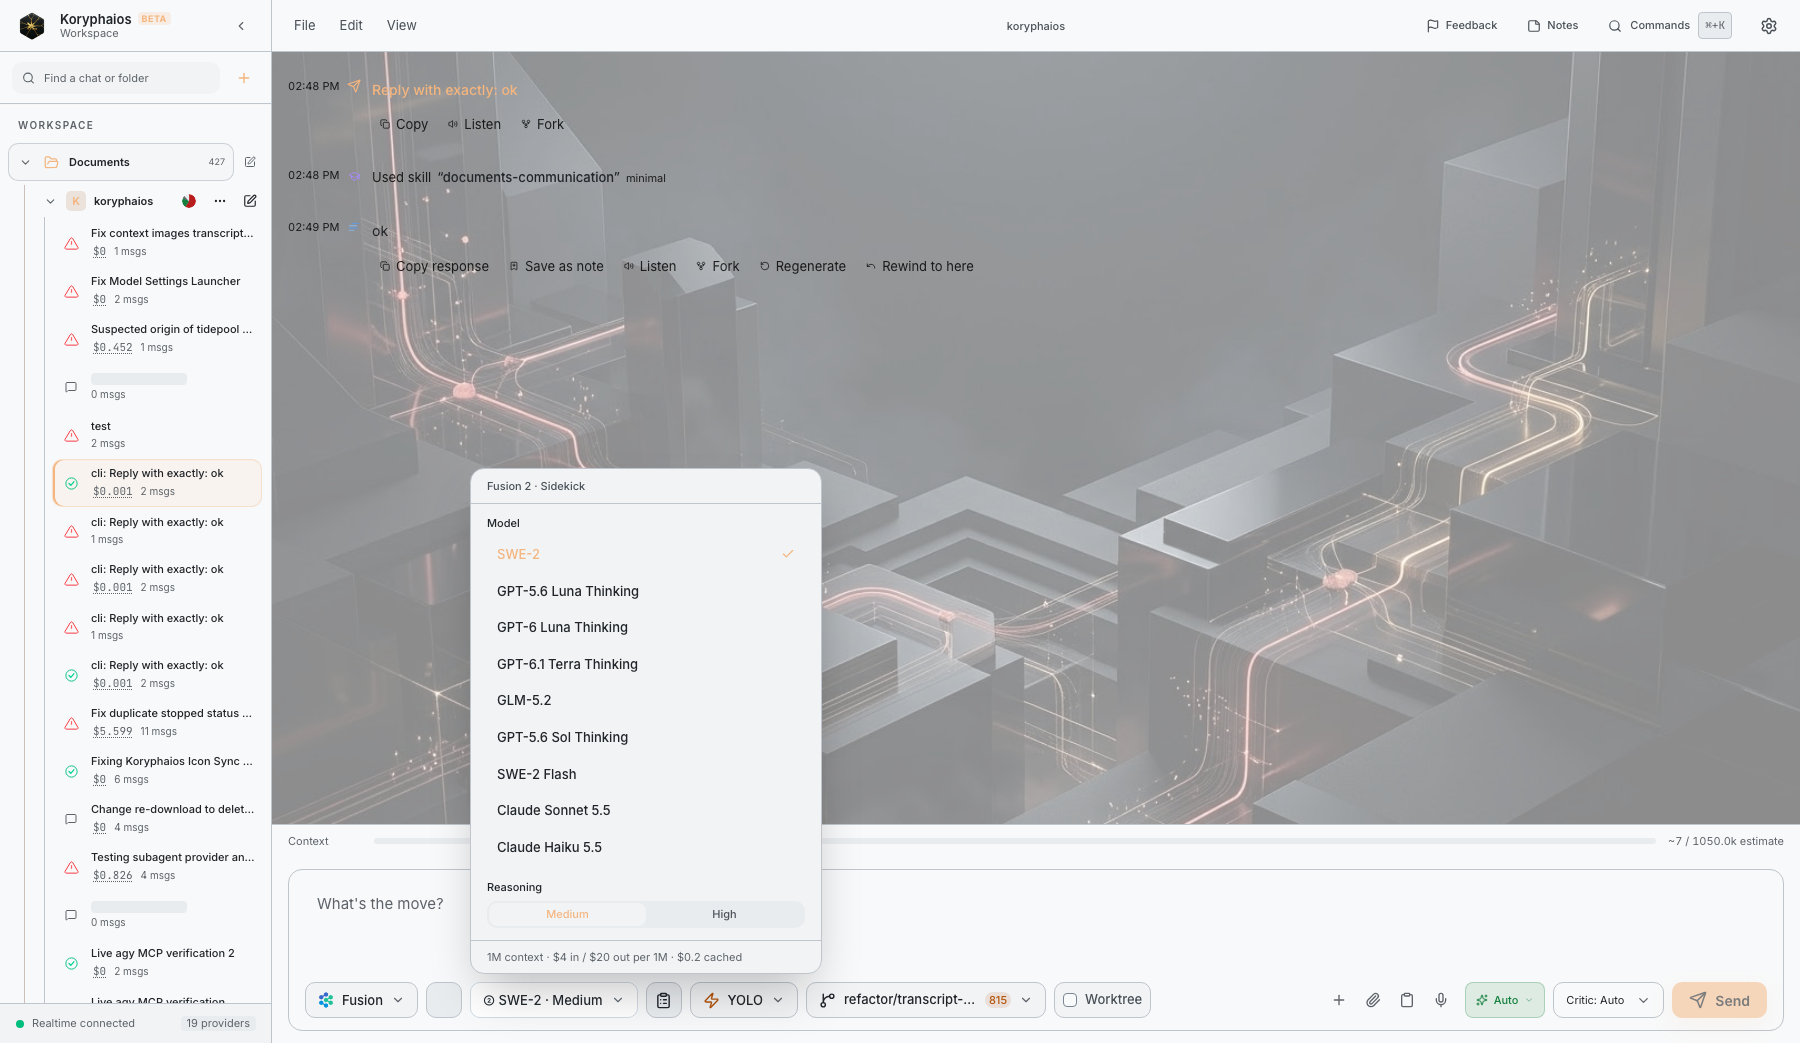 Koryphaios BETA
Workspace
File Edit View
koryphaios
Feedback Notes Commands ⌘+K
Find a chat or folder
WORKSPACE
Documents 427
K koryphaios
Fix context images transcript...
$0 1 msgs
Fix Model Settings Launcher
$0 2 msgs
Suspected origin of tidepool ...
$0.452 1 msgs
0 msgs
test
2 msgs
cli: Reply with exactly: ok
$0.001 2 msgs
cli: Reply with exactly: ok
1 msgs
cli: Reply with exactly: ok
$0.001 2 msgs
cli: Reply with exactly: ok
1 msgs
cli: Reply with exactly: ok
$0.001 2 msgs
Fix duplicate stopped status ...
$5.599 11 msgs
Fixing Koryphaios Icon Sync ...
$0 6 msgs
Change re-download to delet...
$0 4 msgs
Testing subagent provider an...
$0.826 4 msgs
0 msgs
Live agy MCP verification 2
$0 2 msgs
Live agy MCP verification
Realtime connected 19 providers
02:48 PM Reply with exactly: ok
Copy Listen Fork
02:48 PM Used skill “documents-communication” minimal
02:49 PM ok
Copy response Save as note Listen Fork Regenerate Rewind to here
Fusion 2 · Sidekick
Model
SWE-2
GPT-5.6 Luna Thinking
GPT-6 Luna Thinking
GPT-6.1 Terra Thinking
GLM-5.2
GPT-5.6 Sol Thinking
SWE-2 Flash
Claude Sonnet 5.5
Claude Haiku 5.5
Reasoning
Medium High
1M context · $4 in / $20 out per 1M · $0.2 cached
Context ~7 / 1050.0k estimate
What's the move?
Fusion ② SWE-2 · Medium YOLO refactor/transcript-... 815 Worktree Auto Critic: Auto Send